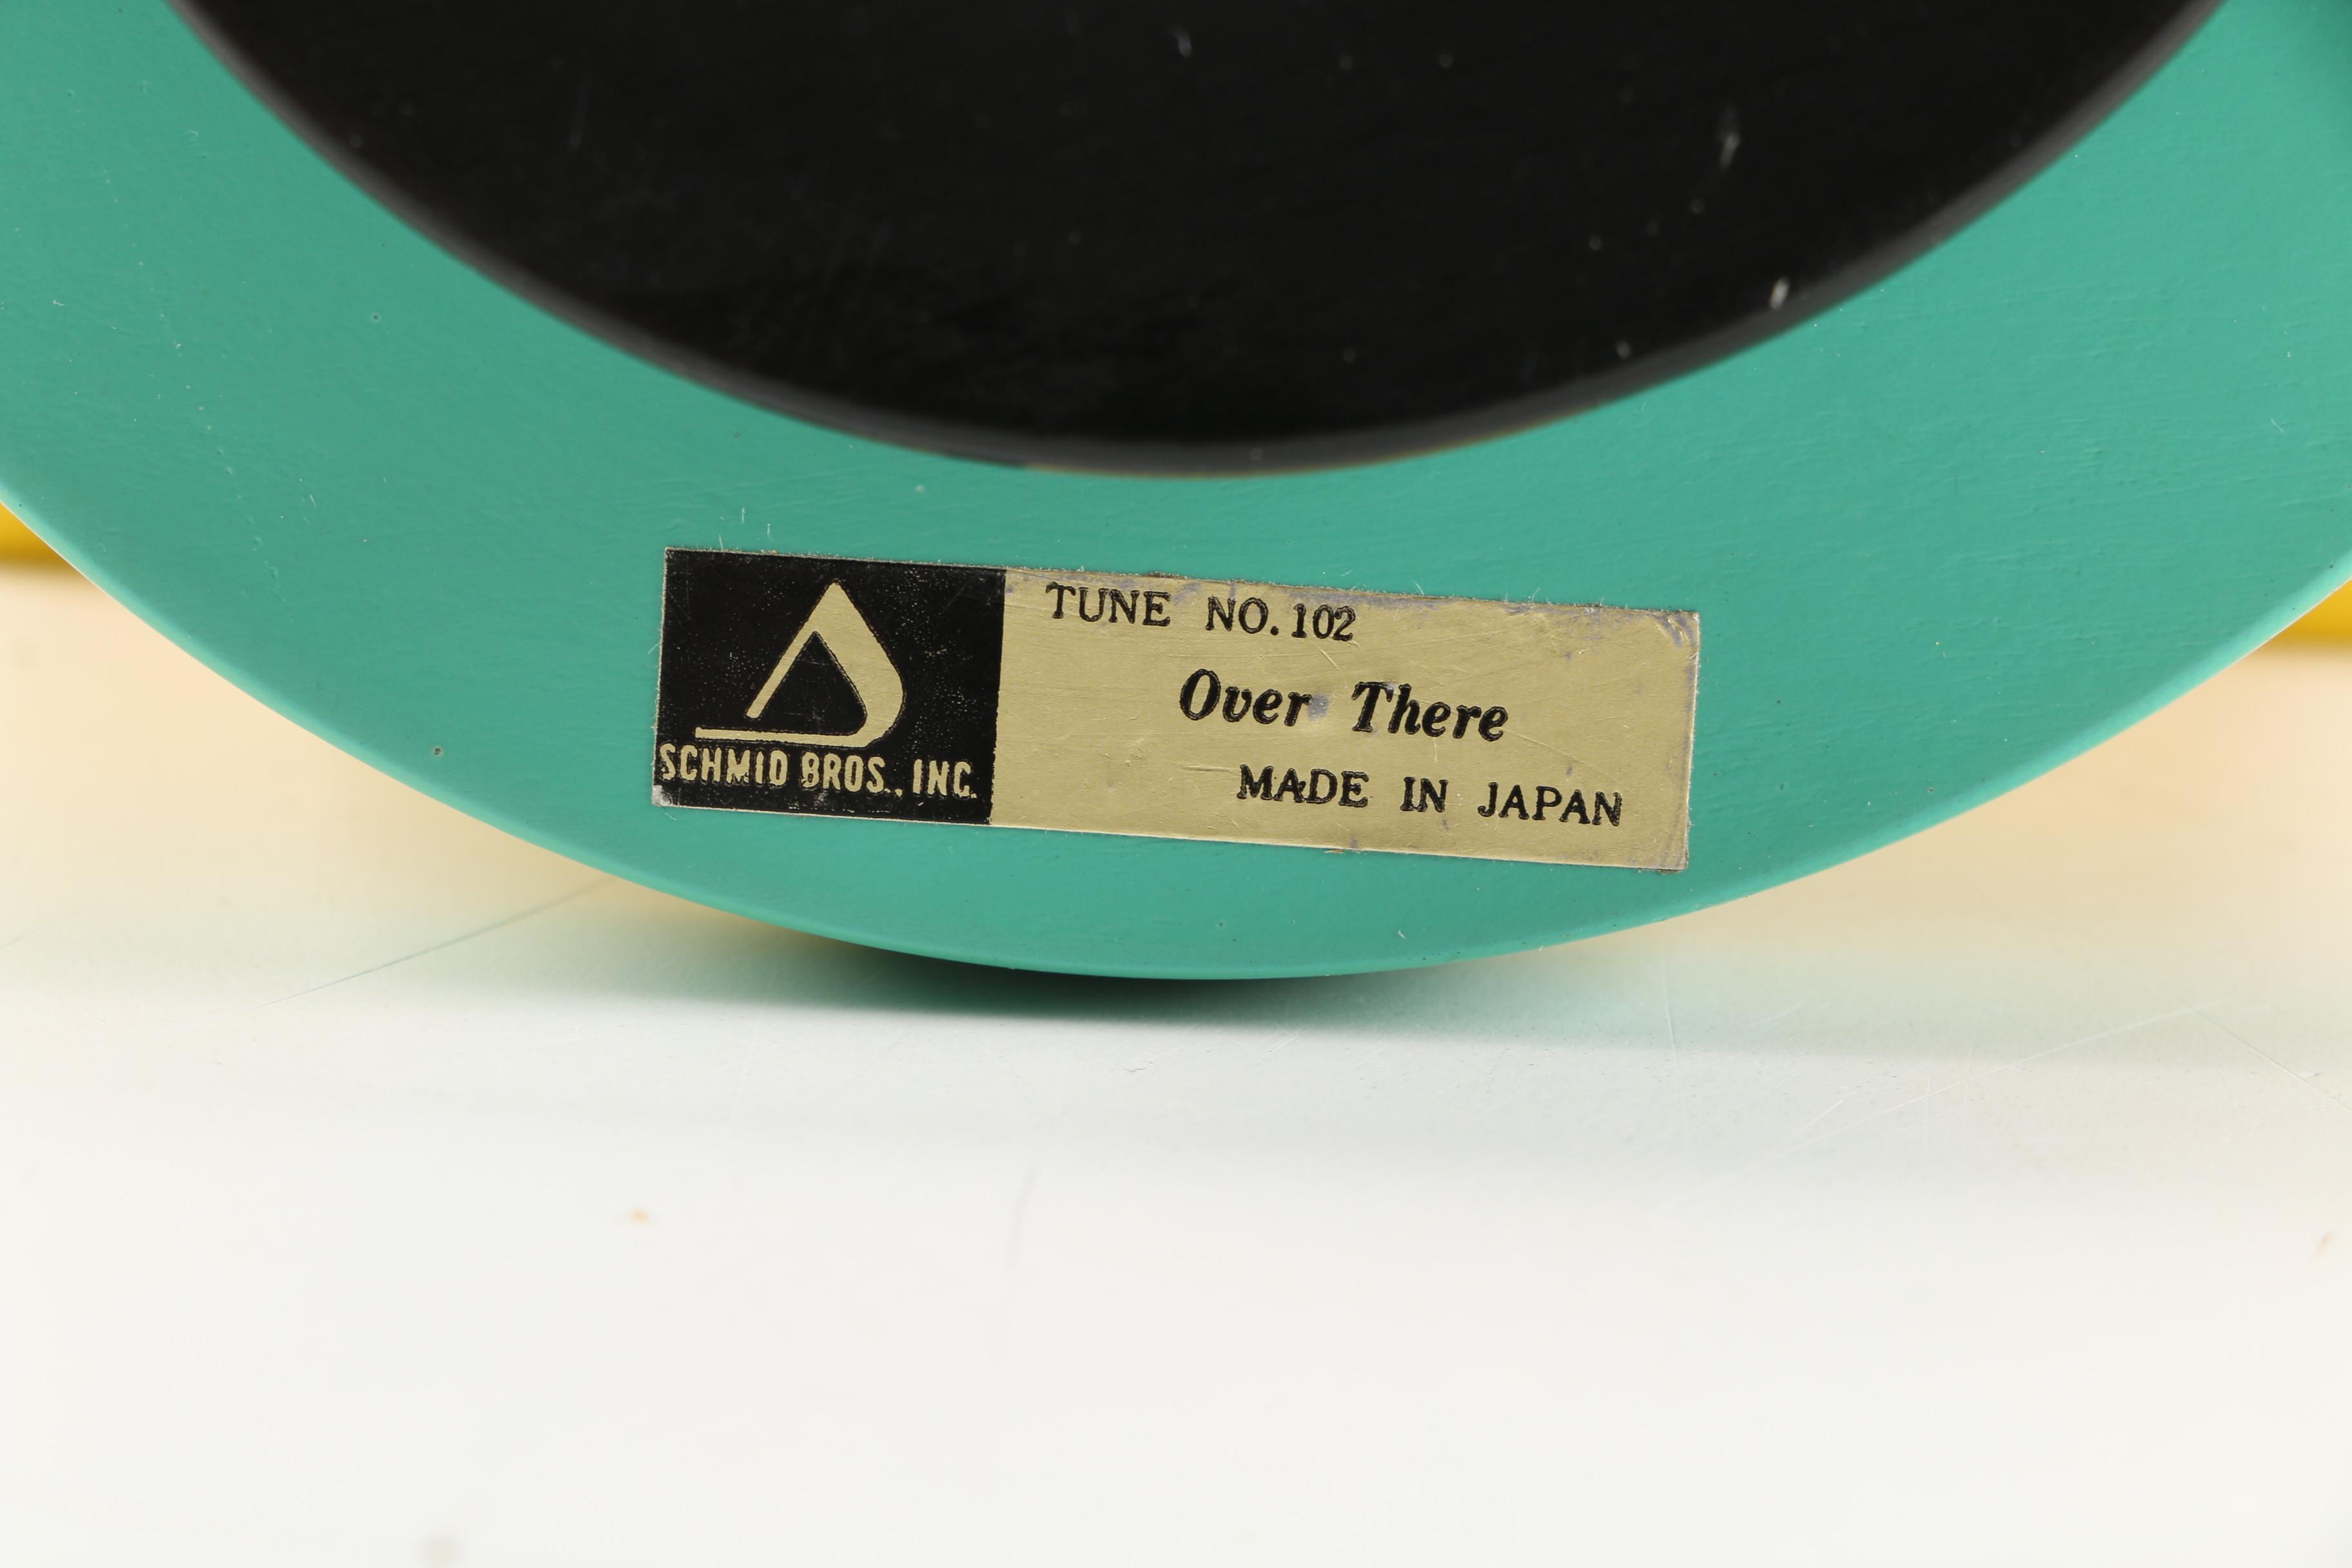 TUNE NO. 102
Over There
MADE IN JAPAN
SCHMID BROS., INC.